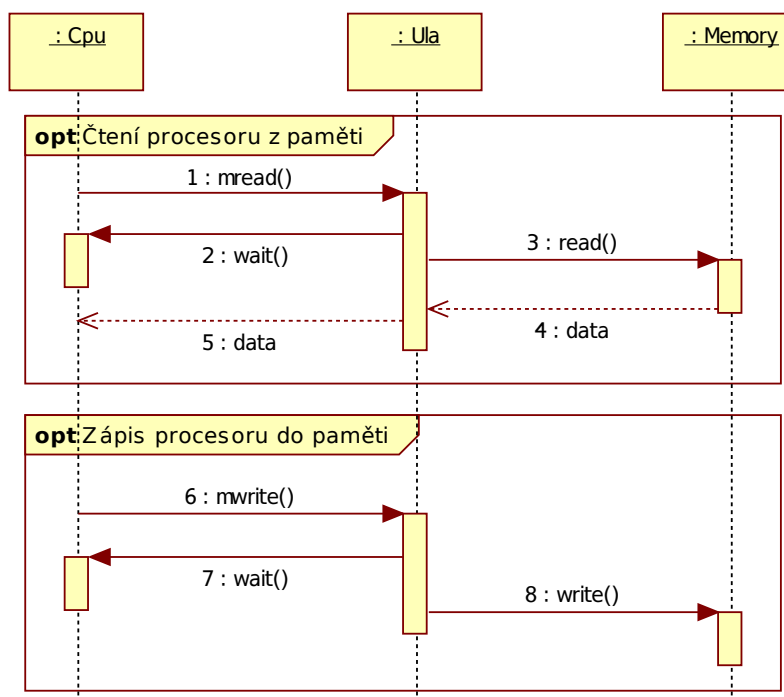 : Cpu
: Ula
: Memory
opt Čtení procesoru z paměti
1 : mread()
2 : wait()
3 : read()
4 : data
5 : data
opt Zápis procesoru do paměti
6 : mwrite()
7 : wait()
8 : write()